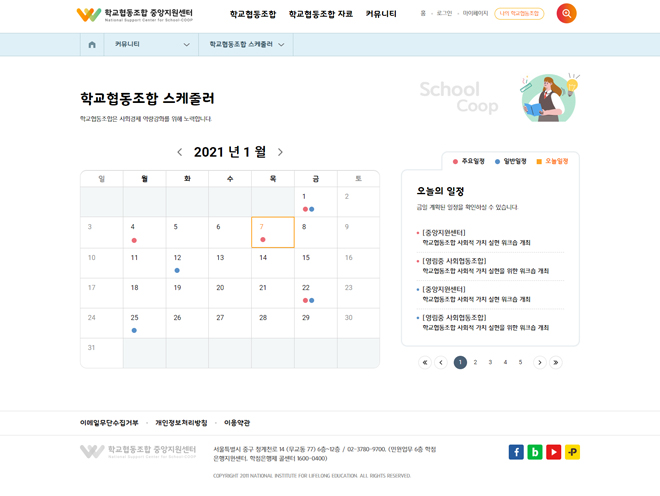 학교협동조합 중앙지원센터
National Support Center for School-COOP
학교협동조합 학교협동조합 자료 커뮤니티
홈 로그인 마이페이지 나의 학교협동조합
커뮤니티 학교협동조합 스케줄러
학교협동조합 스케줄러
학교협동조합은 사회경제 역량강화를 위해 노력합니다.
School
Coop
2021 년 1 월
주요일정 일반일정 오늘일정
일 월 화 수 목 금 토
1 2
3 4 5 6 7 8 9
10 11 12 13 14 15 16
17 18 19 20 21 22 23
24 25 26 27 28 29 30
31
오늘의 일정
금일 계획된 일정을 확인하실 수 있습니다.
[중앙지원센터]
학교협동조합 사회적 가치 실현 워크숍 개최
[영림중 사회협동조합]
학교협동조합 사회적 가치 실현을 위한 워크숍 개최
[중앙지원센터]
학교협동조합 사회적 가치 실현 워크숍 개최
[영림중 사회협동조합]
학교협동조합 사회적 가치 실현을 위한 워크숍 개최
« ‹ 1 2 3 4 5 › »
이메일무단수집거부 개인정보처리방침 이용약관
학교협동조합 중앙지원센터
National Support Center for School-COOP
서울특별시 중구 청계천로 14 (무교동 77) 6층~12층 / 02-3780-9700, (민원업무 6층 학점
은행지원센터, 학점은행제 콜센터 1600-0400)
COPYRIGHT 2011 NATIONAL INSTITUTE FOR LIFELONG EDUCATION. ALL RIGHTS RESERVED.